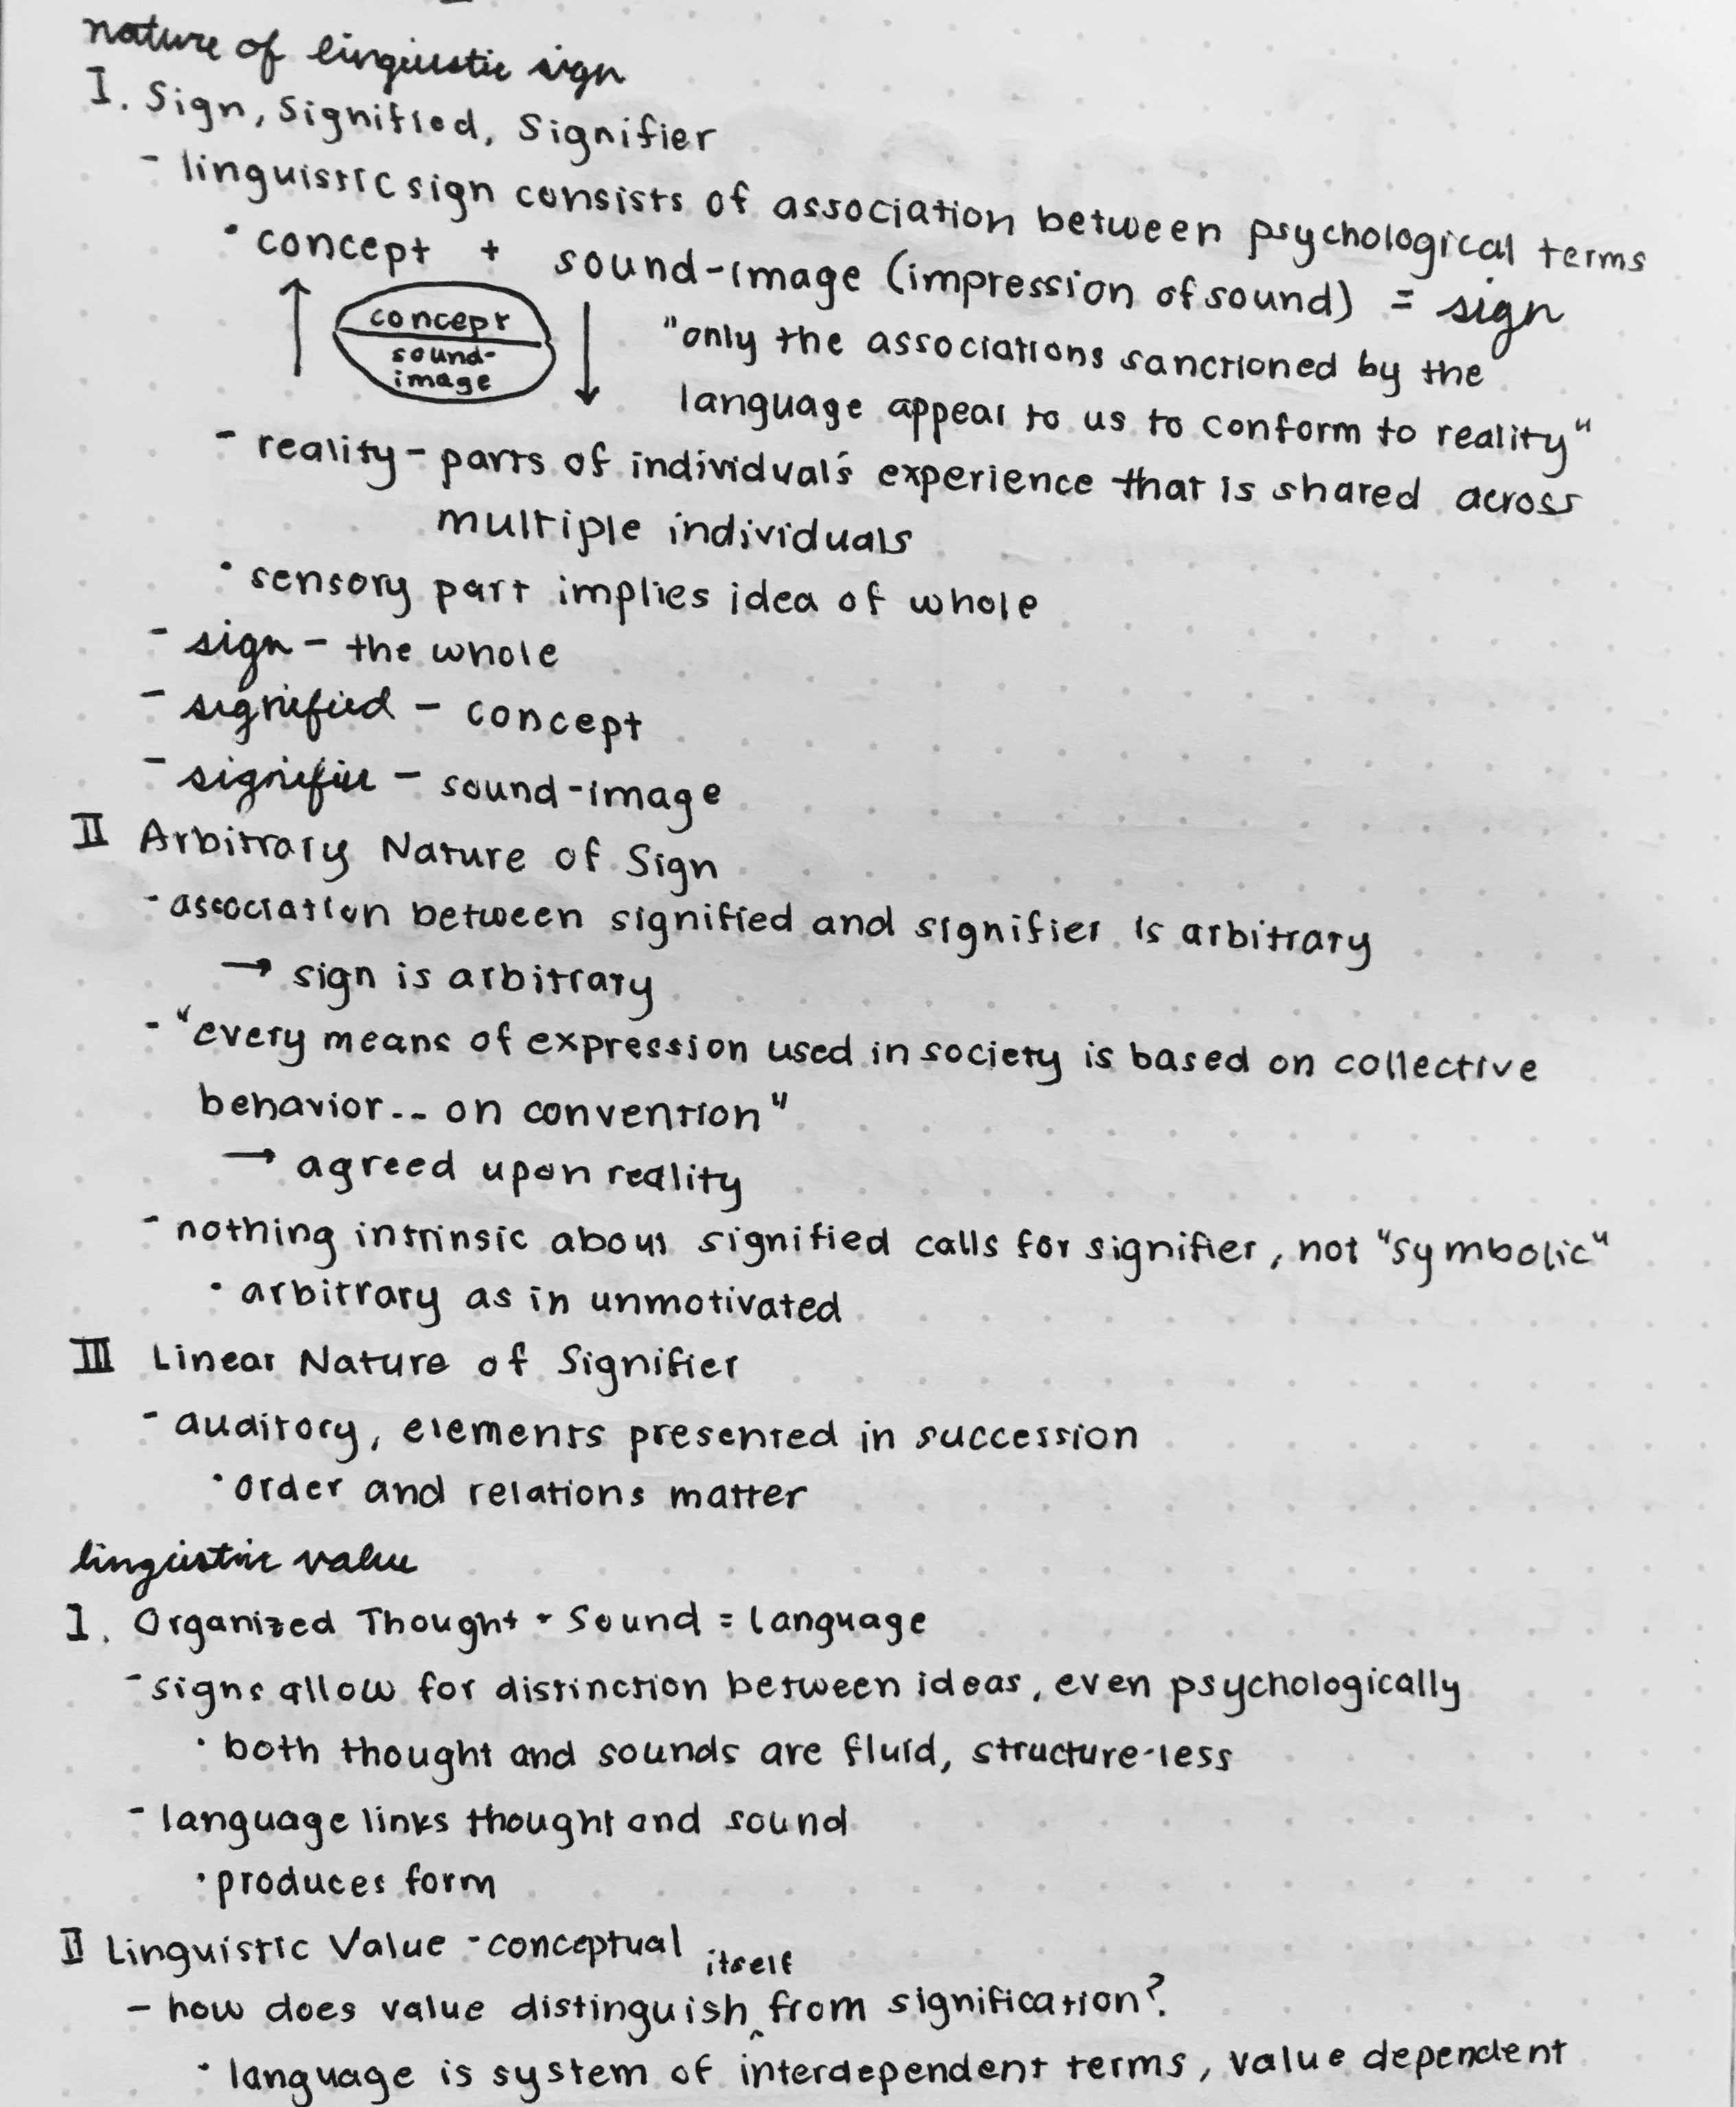 nature of linguistic sign
I. Sign, Signified, Signifier
- linguistic sign consists of association between psychological terms
· concept + sound-image (impression of sound) = sign
concept
sound-
image
"only the associations sanctioned by the
language appear to us to conform to reality"
- reality - parts of individual's experience that is shared across
multiple individuals
· sensory part implies idea of whole
- sign - the whole
- signified - concept
- signifier - sound-image
II Arbitrary Nature of Sign
- association between signified and signifier is arbitrary
→ sign is arbitrary
- "every means of expression used in society is based on collective
behavior... on convention"
→ agreed upon reality
- nothing intrinsic about signified calls for signifier, not "symbolic"
· arbitrary as in unmotivated
III Linear Nature of Signifier
- auditory, elements presented in succession
· order and relations matter
linguistic value
I. Organized Thought + Sound = language
- signs allow for distinction between ideas, even psychologically
· both thought and sounds are fluid, structure-less
- language links thought and sound
· produces form
II Linguistic Value - conceptual
- how does value distinguish itself from signification?
· language is system of interdependent terms, value dependent